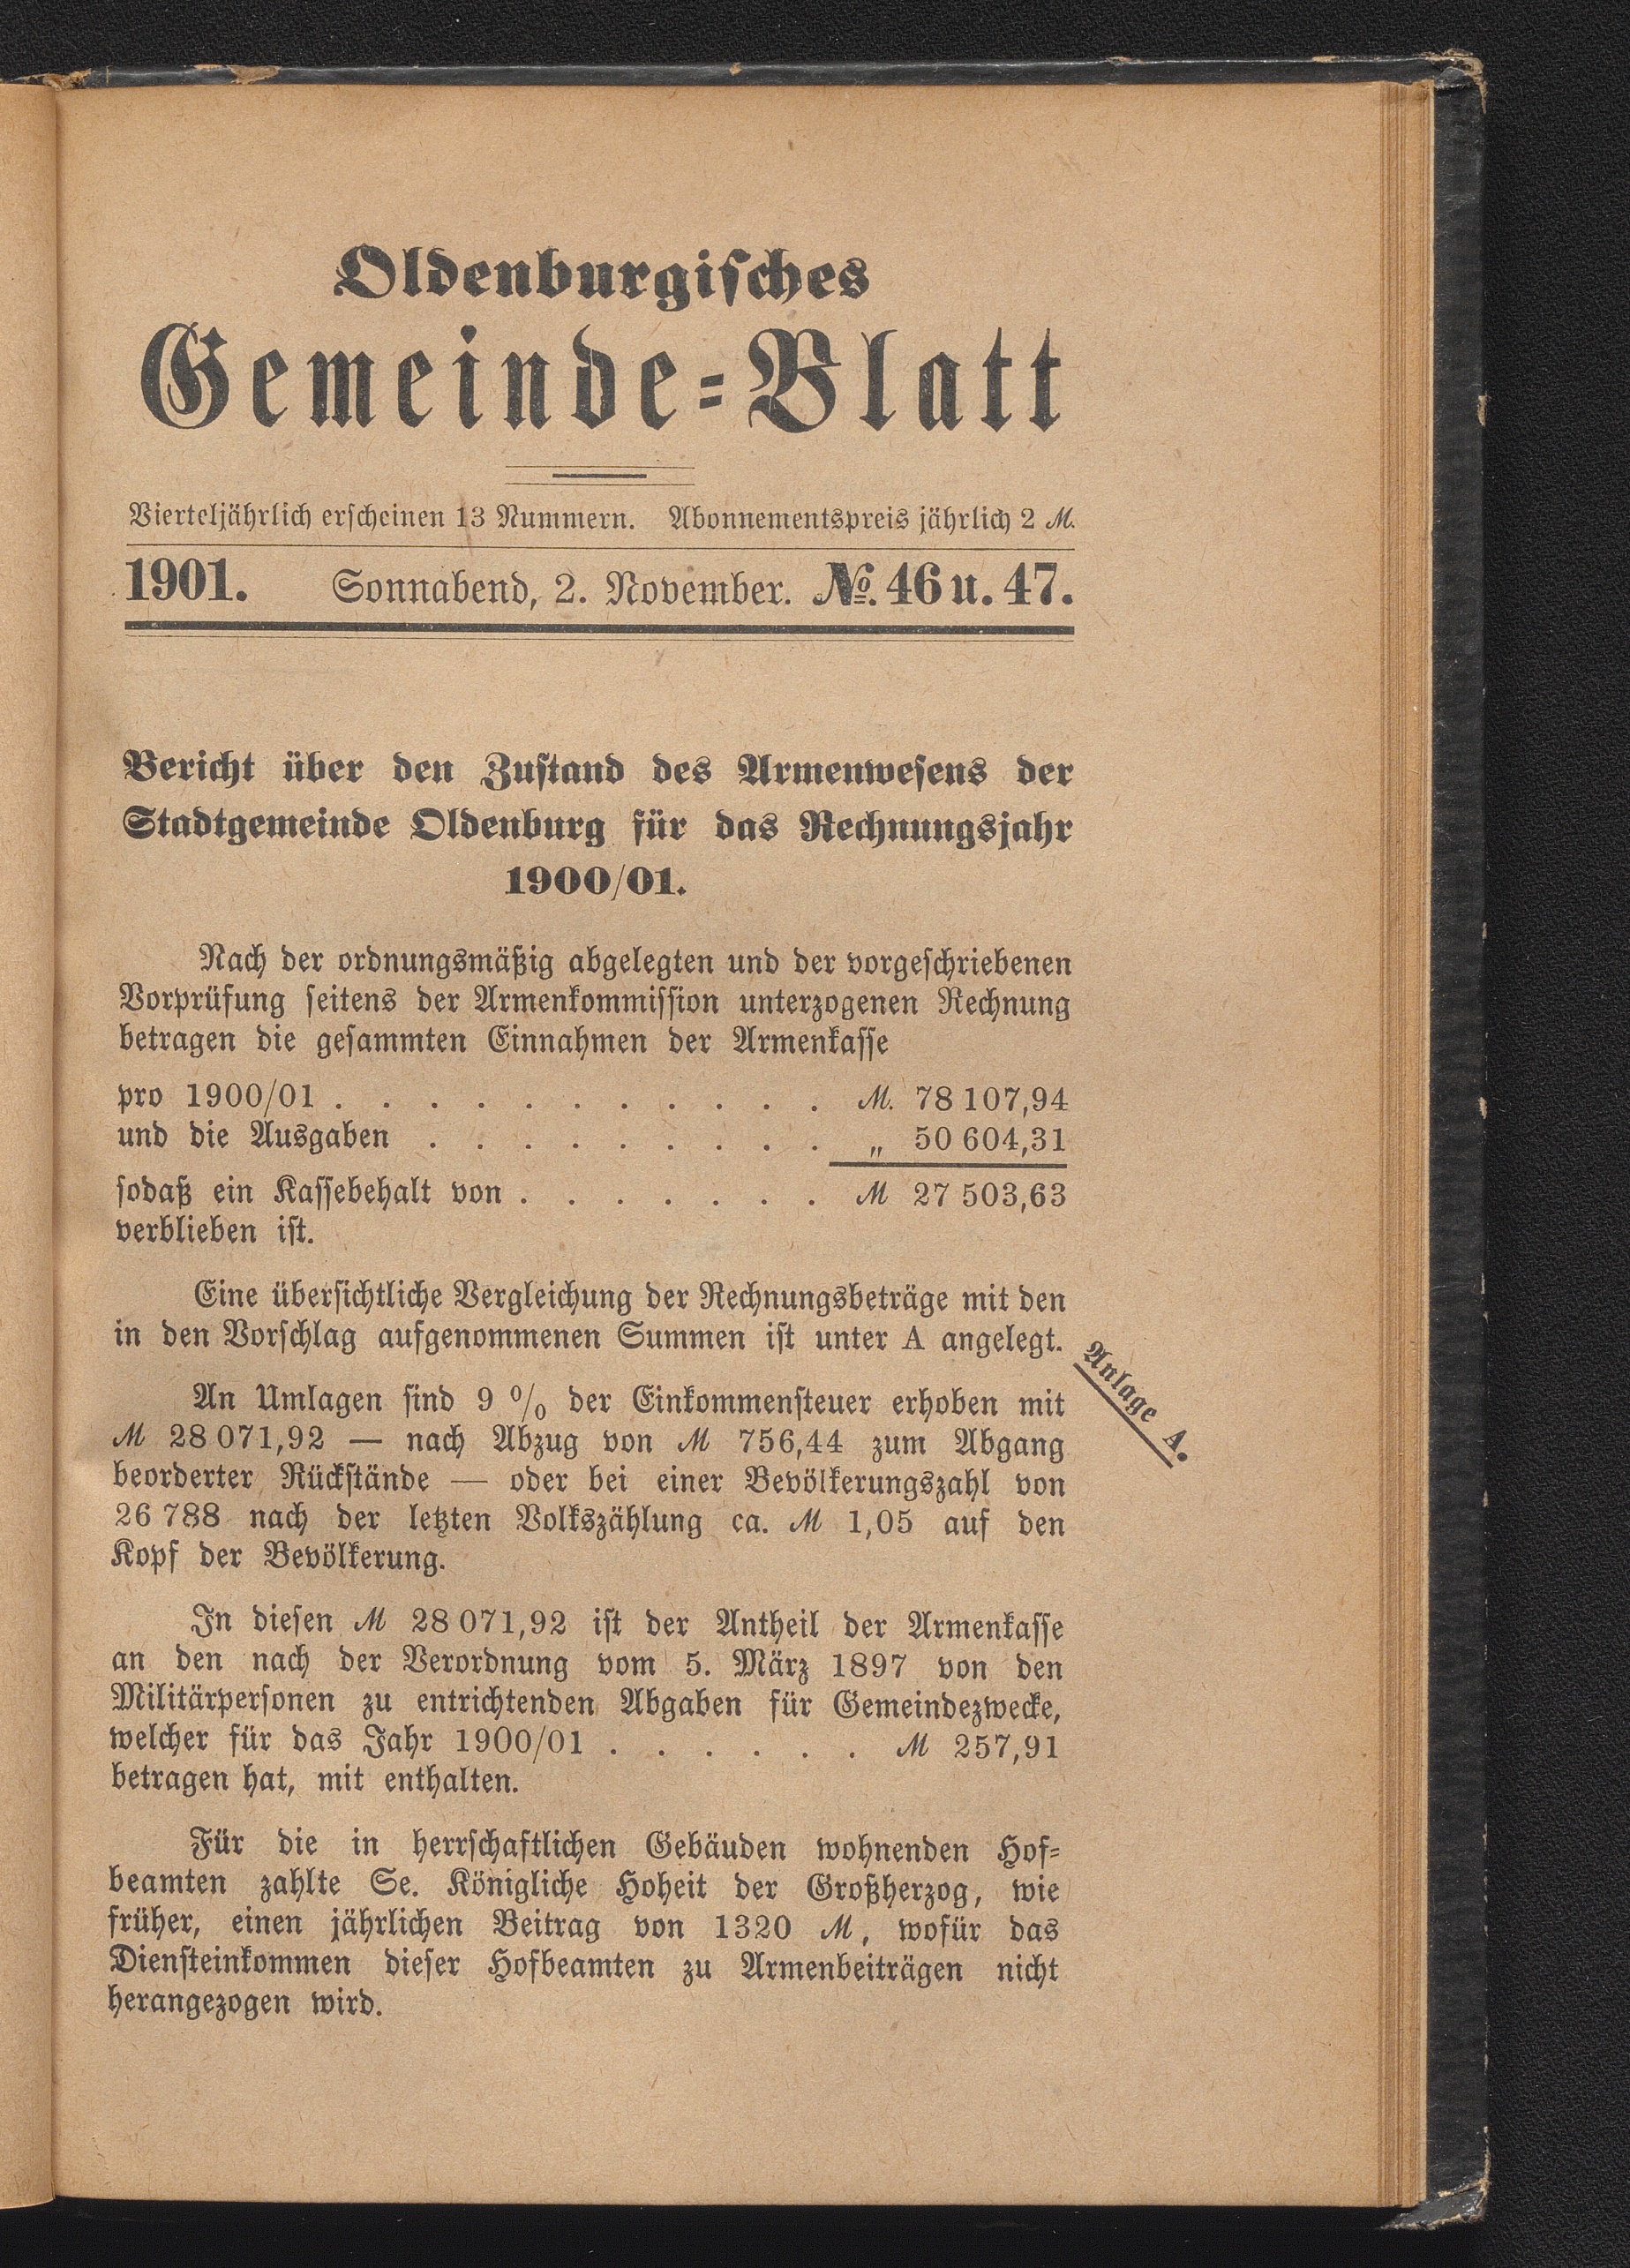 Oldenburgisches
Gemeinde-Blatt
Vierteljährlich erscheinen 13 Nummern. Abonnementspreis jährlich 2 M.
1901. Sonnabend, 2. November. No. 46 u. 47.
Bericht über den Zustand des Armenwesens der
Stadtgemeinde Oldenburg für das Rechnungsjahr
1900/01.
Nach der ordnungsmäßig abgelegten und der vorgeschriebenen
Vorprüfung seitens der Armenkommission unterzogenen Rechnung
betragen die gesammten Einnahmen der Armenkasse
pro 1900/01 . . . . . . . . . . . M. 78 107,94
und die Ausgaben . . . . . . . . . „ 50 604,31
sodaß ein Kassebehalt von . . . . . . M 27 503,63
verblieben ist.
Eine übersichtliche Vergleichung der Rechnungsbeträge mit den
in den Vorschlag aufgenommenen Summen ist unter A angelegt.
Anlage A.
An Umlagen sind 9 % der Einkommensteuer erhoben mit
M 28 071,92 — nach Abzug von M 756,44 zum Abgang
beorderter Rückstände — oder bei einer Bevölkerungszahl von
26 788 nach der letzten Volkszählung ca. M 1,05 auf den
Kopf der Bevölkerung.
In diesen M 28 071,92 ist der Antheil der Armenkasse
an den nach der Verordnung vom 5. März 1897 von den
Militärpersonen zu entrichtenden Abgaben für Gemeindezwecke,
welcher für das Jahr 1900/01 . . . . . . M 257,91
betragen hat, mit enthalten.
Für die in herrschaftlichen Gebäuden wohnenden Hof-
beamten zahlte Se. Königliche Hoheit der Großherzog, wie
früher, einen jährlichen Beitrag von 1320 M, wofür das
Diensteinkommen dieser Hofbeamten zu Armenbeiträgen nicht
herangezogen wird.